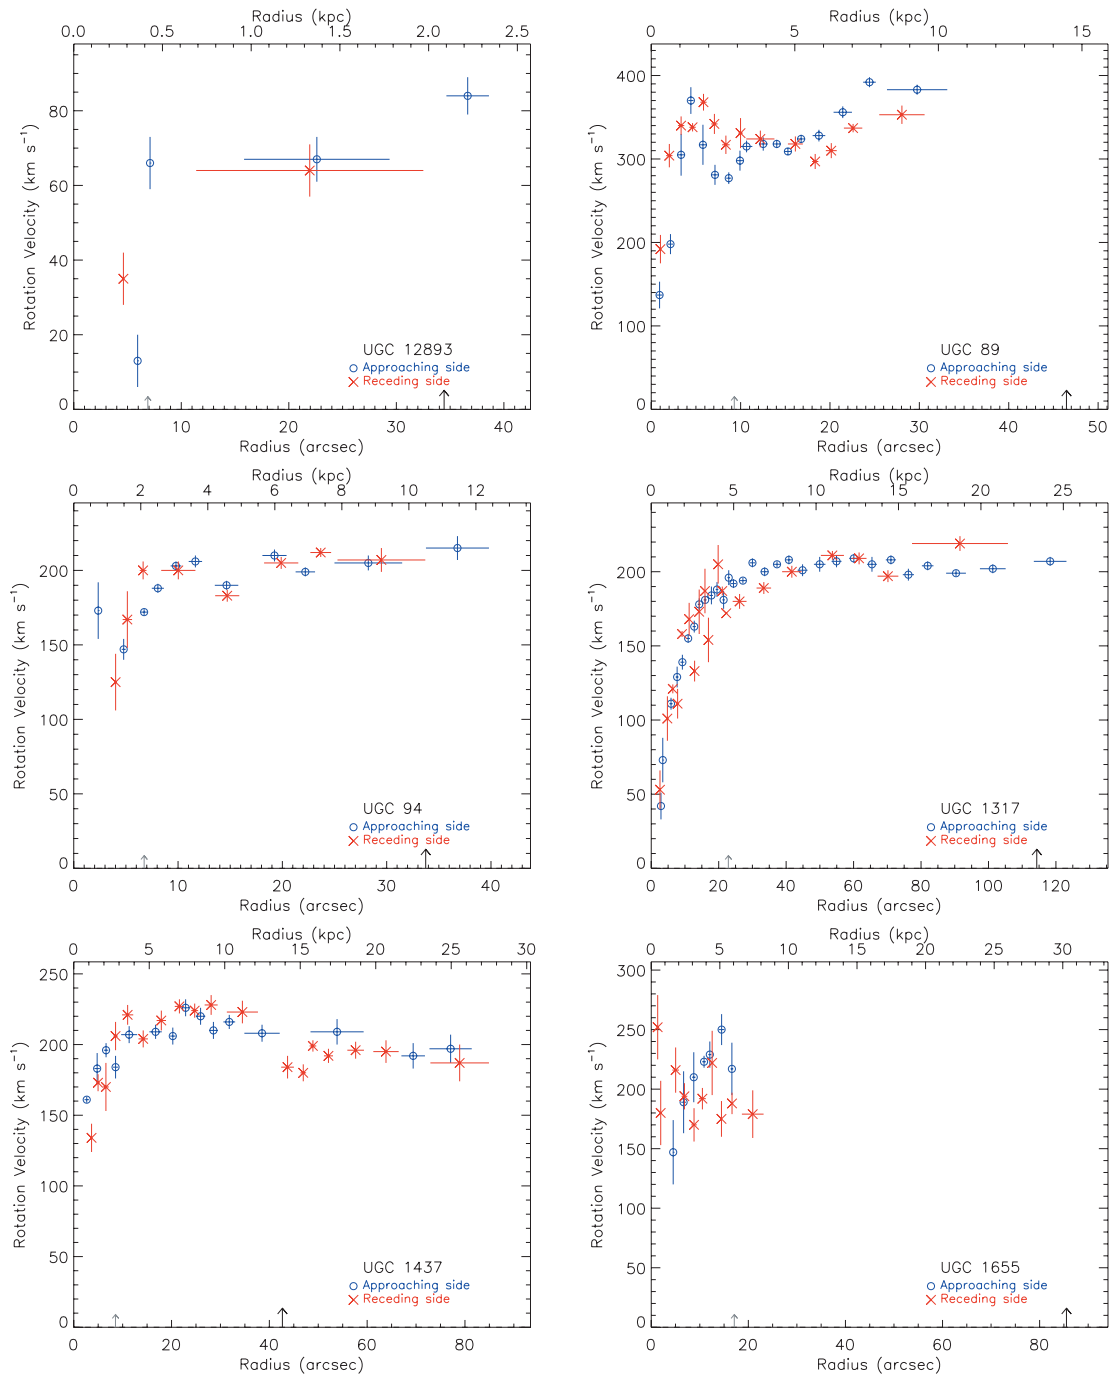 Radius (kpc)
0.0 0.5 1.0 1.5 2.0 2.5
Rotation Velocity (km s⁻¹)
80
60
40
20
0
UGC 12893
Approaching side
Receding side
10 20 30 40
Radius (arcsec)
Radius (kpc)
0 5 10 15
Rotation Velocity (km s⁻¹)
400
300
200
100
0
UGC 89
Approaching side
Receding side
0 10 20 30 40 50
Radius (arcsec)
Radius (kpc)
0 2 4 6 8 10 12
Rotation Velocity (km s⁻¹)
200
150
100
50
0
UGC 94
Approaching side
Receding side
0 10 20 30 40
Radius (arcsec)
Radius (kpc)
0 5 10 15 20 25
Rotation Velocity (km s⁻¹)
200
150
100
50
0
UGC 1317
Approaching side
Receding side
0 20 40 60 80 100 120
Radius (arcsec)
Radius (kpc)
0 5 10 15 20 25 30
Rotation Velocity (km s⁻¹)
250
200
150
100
50
0
UGC 1437
Approaching side
Receding side
0 20 40 60 80
Radius (arcsec)
Radius (kpc)
0 10 20 30
Rotation Velocity (km s⁻¹)
300
250
200
150
100
50
0
UGC 1655
Approaching side
Receding side
0 20 40 60 80
Radius (arcsec)